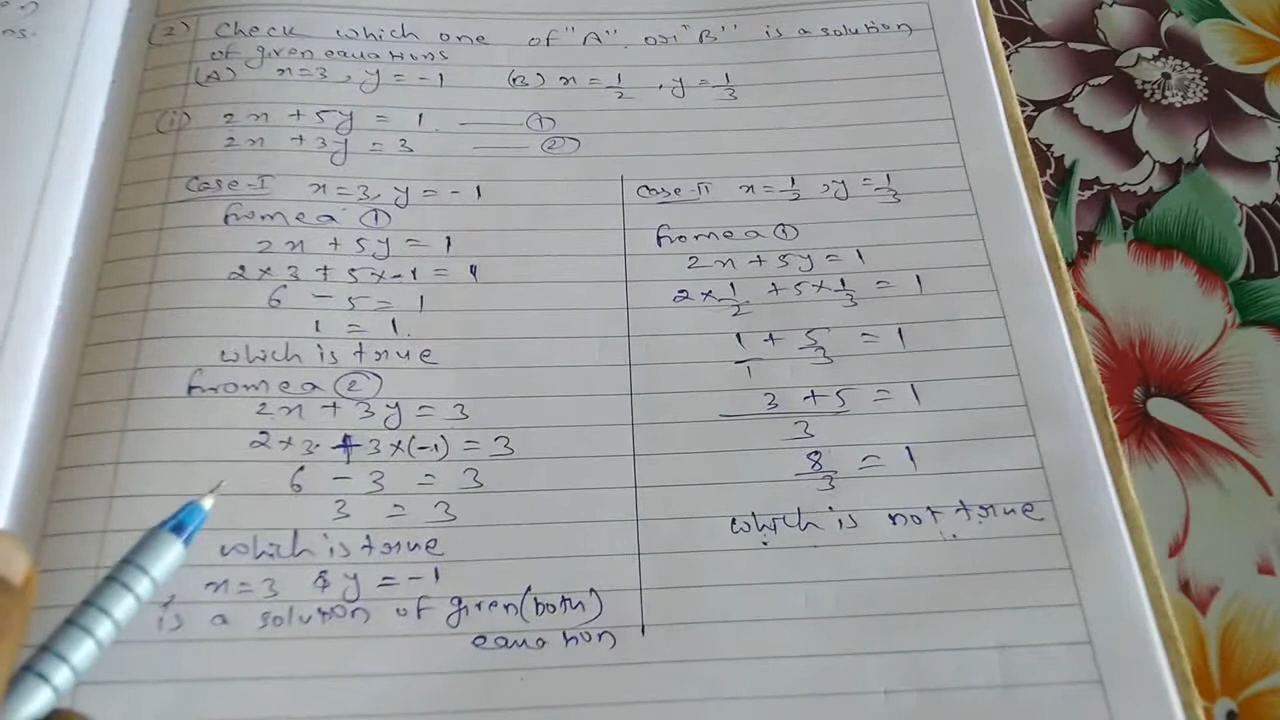 (2) Check which one of "A" or "B" is a solution
of given equations
(A) x=3, y=-1 (B) x=1/2, y=1/3
(i) 2x + 5y = 1 —— ①
2x + 3y = 3 —— ②
Case-I x=3, y=-1
from eq ①
2x + 5y = 1
2×3 + 5×-1 = 1
6 - 5 = 1
1 = 1.
which is true
from eq ②
2x + 3y = 3
2×3 + 3×(-1) = 3
6 - 3 = 3
3 = 3
which is true
, x=3 & y=-1
is a solution of given (both)
equation
Case-II x=1/2, y=1/3
from eq ①
2x + 5y = 1
2×1/2 + 5×1/3 = 1
1/1 + 5/3 = 1
3 + 5 = 1
3
8/3 = 1
which is not true